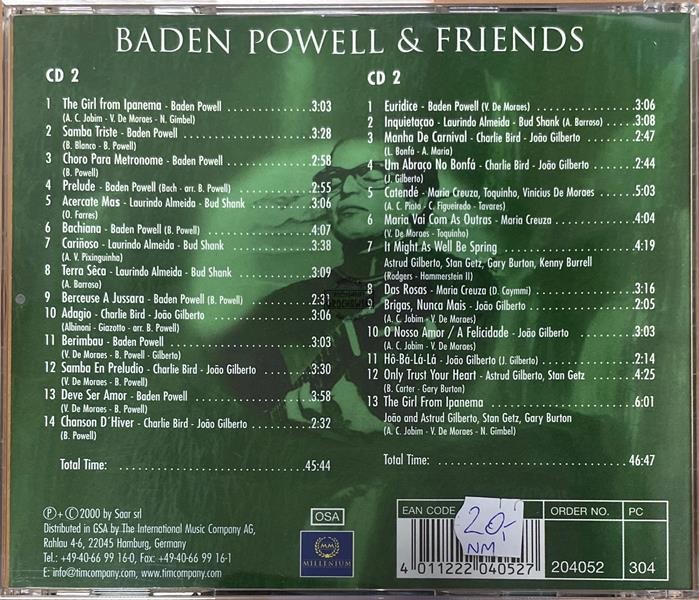 BADEN POWELL & FRIENDS
CD 2
1 The Girl from Ipanema - Baden Powell 3:03
(A. C. Jobim - V. De Moraes - N. Gimbel)
2 Samba Triste - Baden Powell 3:28
(B. Blanco - B. Powell)
3 Choro Para Metronome - Baden Powell 2:58
(B. Powell)
4 Prelude - Baden Powell (Bach - arr. B. Powell) 2:55
5 Acercate Mas - Laurindo Almeida - Bud Shank 3:06
(O. Farres)
6 Bachiana - Baden Powell (B. Powell) 4:07
7 Cariñoso - Laurindo Almeida - Bud Shank 3:38
(A. V. Pixinguinha)
8 Terra Sêca - Laurindo Almeida - Bud Shank 3:09
(A. Barroso)
9 Berceuse A Jussara - Baden Powell (B. Powell) 2:31
10 Adagio - Charlie Bird - João Gilberto 3:06
(Albinoni - Giazotto - arr. B. Powell)
11 Berimbau - Baden Powell 3:03
(V. De Moraes - B. Powell - Gilberto)
12 Samba En Preludio - Charlie Bird - João Gilberto 3:30
(V. De Moraes - B. Powell)
13 Deve Ser Amor - Baden Powell 3:58
(V. De Moraes - B. Powell)
14 Chanson D´Hiver - Charlie Bird - João Gilberto 2:32
(B. Powell)
Total Time: 45:44
CD 2
1 Euridice - Baden Powell (V. De Moraes) 3:06
2 Inquietaçao - Laurindo Almeida - Bud Shank (A. Barroso) 3:08
3 Manha De Carnival - Charlie Bird - João Gilberto 2:47
(L. Bonfá - A. Maria)
4 Um Abraço No Bonfá - Charlie Bird - João Gilberto 2:44
(J. Gilberto)
5 Catendé - Maria Creuza, Toquinho, Vinicius De Moraes 5:03
(A. C. Pinto - C. Figueiredo - Tavares)
6 Maria Vai Com As Outras - Maria Creuza 4:04
(V. De Moraes - Toquinho)
7 It Might As Well Be Spring 4:19
Astrud Gilberto, Stan Getz, Gary Burton, Kenny Burrell
(Rodgers - Hammerstein II)
8 Das Rosas - Maria Creuza (D. Caymmi) 3:16
9 Brigas, Nunca Mais - João Gilberto 2:05
(A. C. Jobim - V. De Moraes)
10 O Nosso Amor / A Felicidade - João Gilberto 3:03
(A. C. Jobim - V. De Moraes)
11 Hô-Bá-Lá-Lá - João Gilberto (J. Gilberto) 2:14
12 Only Trust Your Heart - Astrud Gilberto, Stan Getz 4:25
(B. Carter - Gary Burton)
13 The Girl From Ipanema 6:01
João and Astrud Gilberto, Stan Getz, Gary Burton
(A. C. Jobim - V. De Moraes - N. Gimbel)
Total Time: 46:47
℗ + © 2000 by Saar srl
Distributed in GSA by The International Music Company AG,
Rahlau 4-6, 22045 Hamburg, Germany
Tel.: +49-40-66 99 16-0, Fax: +49-40-66 99 16-1
E: info@timcompany.com, www.timcompany.com
OSA
MM
MILLENIUM
EAN CODE
20,-
NM
4 011222 040527
ORDER NO.
204052
PC
304